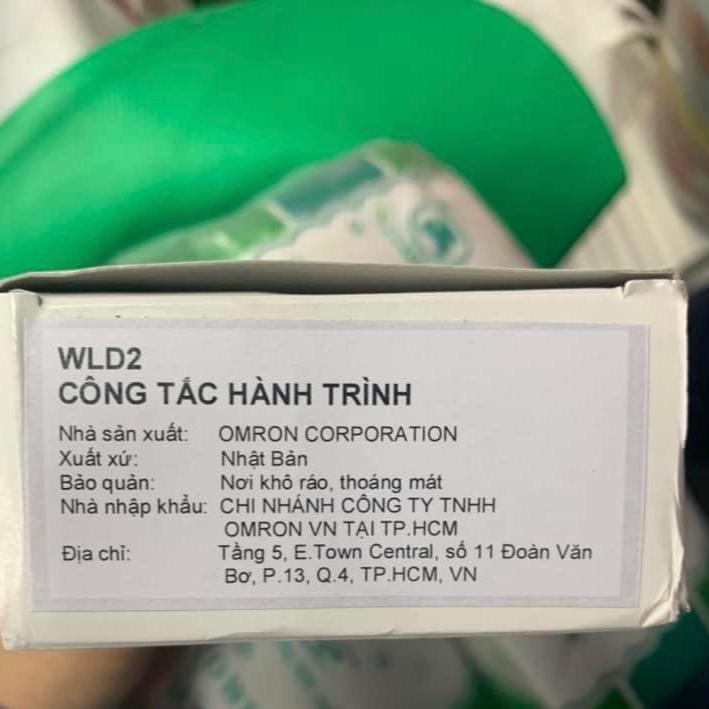 WLD2
CÔNG TẮC HÀNH TRÌNH
Nhà sản xuất: OMRON CORPORATION
Xuất xứ: Nhật Bản
Bảo quản: Nơi khô ráo, thoáng mát
Nhà nhập khẩu: CHI NHÁNH CÔNG TY TNHH
OMRON VN TẠI TP.HCM
Địa chỉ: Tầng 5, E.Town Central, số 11 Đoàn Văn
Bơ, P.13, Q.4, TP.HCM, VN